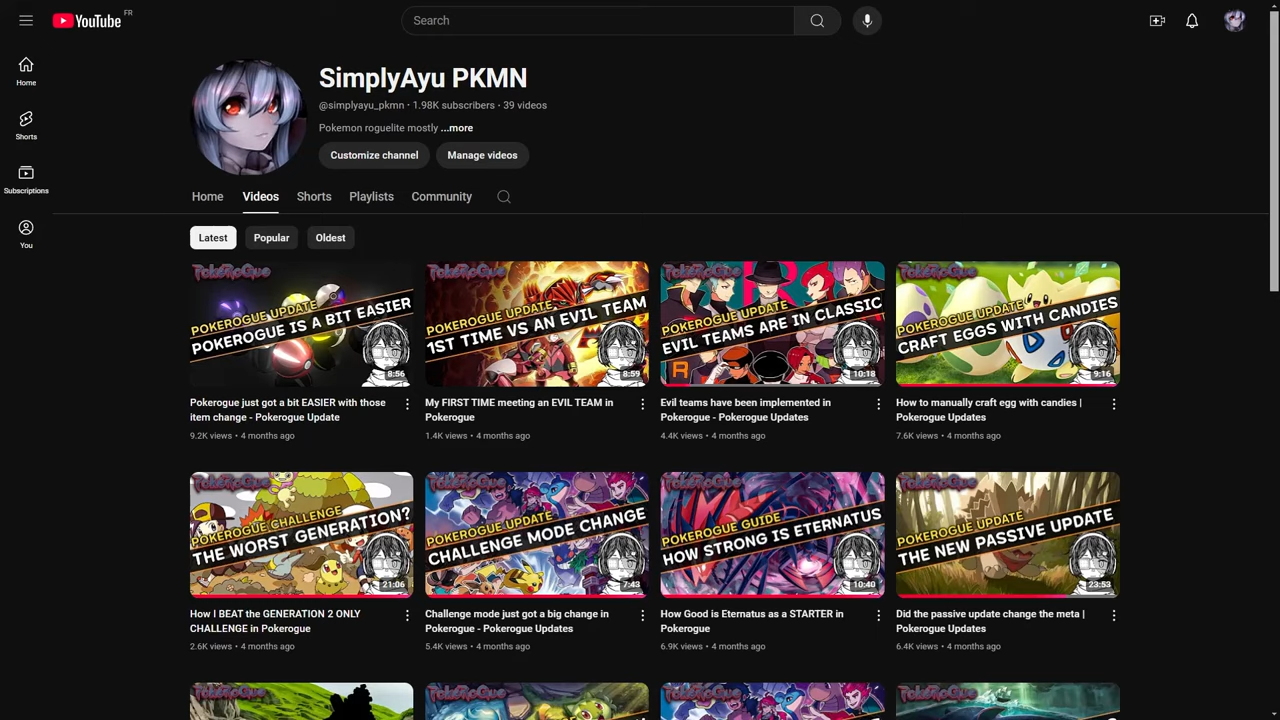 YouTube FR
Search
Home
Shorts
Subscriptions
You
SimplyAyu PKMN
@simplyayu_pkmn • 1.98K subscribers • 39 videos
Pokemon roguelite mostly ...more
Customize channel
Manage videos
Home
Videos
Shorts
Playlists
Community
Latest
Popular
Oldest
POKEROGUE
POKEROGUE UPDATE
POKEROGUE IS A BIT EASIER
8:56
Pokerogue just got a bit EASIER with those
item change - Pokerogue Update
9.2K views • 4 months ago
POKEROGUE
POKEROGUE UPDATE
1ST TIME VS AN EVIL TEAM
8:59
My FIRST TIME meeting an EVIL TEAM in
Pokerogue
1.4K views • 4 months ago
POKEROGUE
POKEROGUE UPDATE
EVIL TEAMS ARE IN CLASSIC
10:18
Evil teams have been implemented in
Pokerogue - Pokerogue Updates
4.4K views • 4 months ago
POKEROGUE
POKEROGUE UPDATE
CRAFT EGGS WITH CANDIES
9:16
How to manually craft egg with candies |
Pokerogue Updates
7.6K views • 4 months ago
POKEROGUE
POKEROGUE CHALLENGE
THE WORST GENERATION?
21:06
How I BEAT the GENERATION 2 ONLY
CHALLENGE in Pokerogue
2.6K views • 4 months ago
POKEROGUE
POKEROGUE UPDATE
CHALLENGE MODE CHANGE
7:43
Challenge mode just got a big change in
Pokerogue - Pokerogue Updates
5.4K views • 4 months ago
POKEROGUE
POKEROGUE GUIDE
HOW STRONG IS ETERNATUS
10:40
How Good is Eternatus as a STARTER in
Pokerogue
6.9K views • 4 months ago
POKEROGUE
POKEROGUE UPDATE
THE NEW PASSIVE UPDATE
23:53
Did the passive update change the meta |
Pokerogue Updates
6.4K views • 4 months ago
POKEROGUE
POKEROGUE
POKEROGUE
POKEROGUE